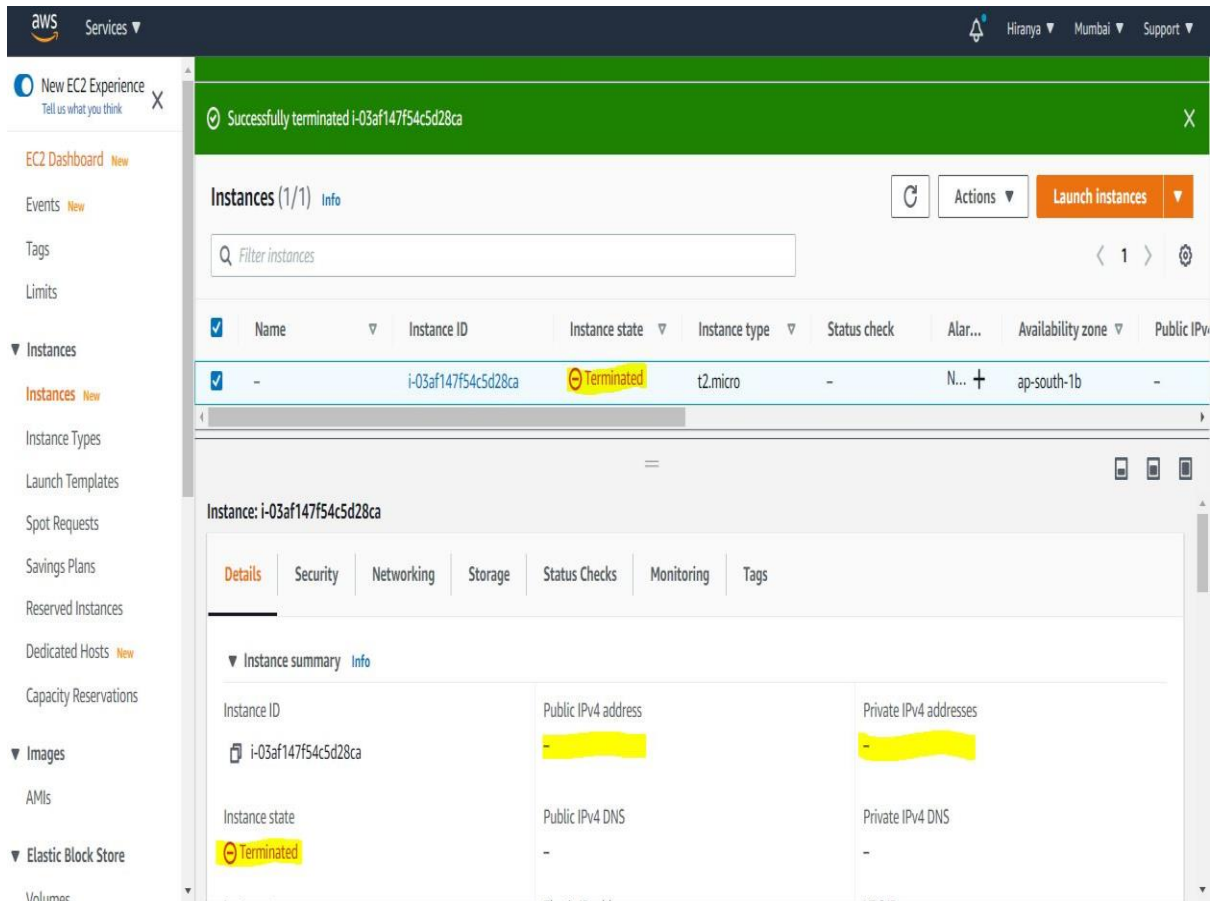 aws Services ▼ Hiranya ▼ Mumbai ▼ Support ▼
New EC2 Experience
Tell us what you think
EC2 Dashboard New
Events New
Tags
Limits
▼ Instances
Instances New
Instance Types
Launch Templates
Spot Requests
Savings Plans
Reserved Instances
Dedicated Hosts New
Capacity Reservations
▼ Images
AMIs
▼ Elastic Block Store
Volumes
Successfully terminated i-03af147f54c5d28ca
Instances (1/1) Info
Actions ▼
Launch instances ▼
Filter instances
1
Name Instance ID Instance state Instance type Status check Alar... Availability zone Public IPv
– i-03af147f54c5d28ca Terminated t2.micro – N... + ap-south-1b –
Instance: i-03af147f54c5d28ca
Details Security Networking Storage Status Checks Monitoring Tags
▼ Instance summary Info
Instance ID Public IPv4 address Private IPv4 addresses
i-03af147f54c5d28ca – –
Instance state Public IPv4 DNS Private IPv4 DNS
Terminated – –